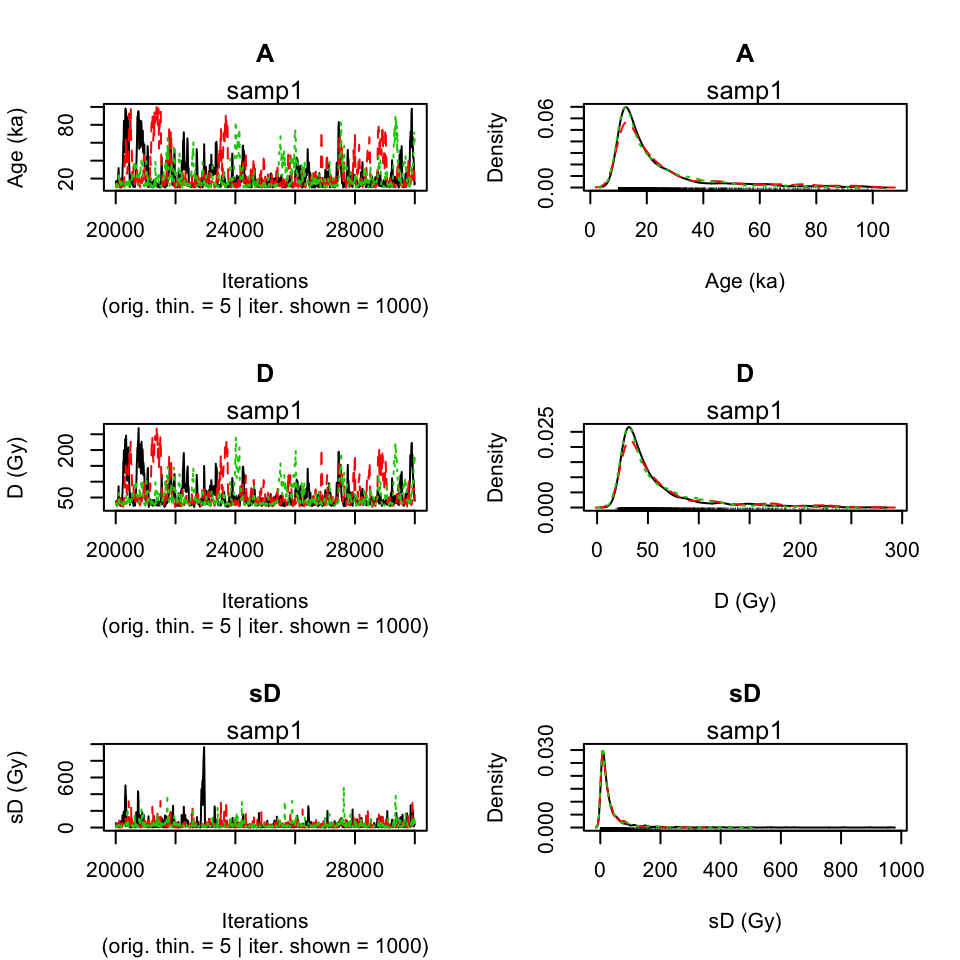 A
samp1
Age (ka)
80
20
20000 24000 28000
Iterations
(orig. thin. = 5 | iter. shown = 1000)
A
samp1
Density
0.06
0.00
0 20 40 60 80 100
Age (ka)
D
samp1
D (Gy)
200
50
20000 24000 28000
Iterations
(orig. thin. = 5 | iter. shown = 1000)
D
samp1
Density
0.025
0.000
0 50 100 200 300
D (Gy)
sD
samp1
sD (Gy)
600
0
20000 24000 28000
Iterations
(orig. thin. = 5 | iter. shown = 1000)
sD
samp1
Density
0.030
0.000
0 200 400 600 800 1000
sD (Gy)